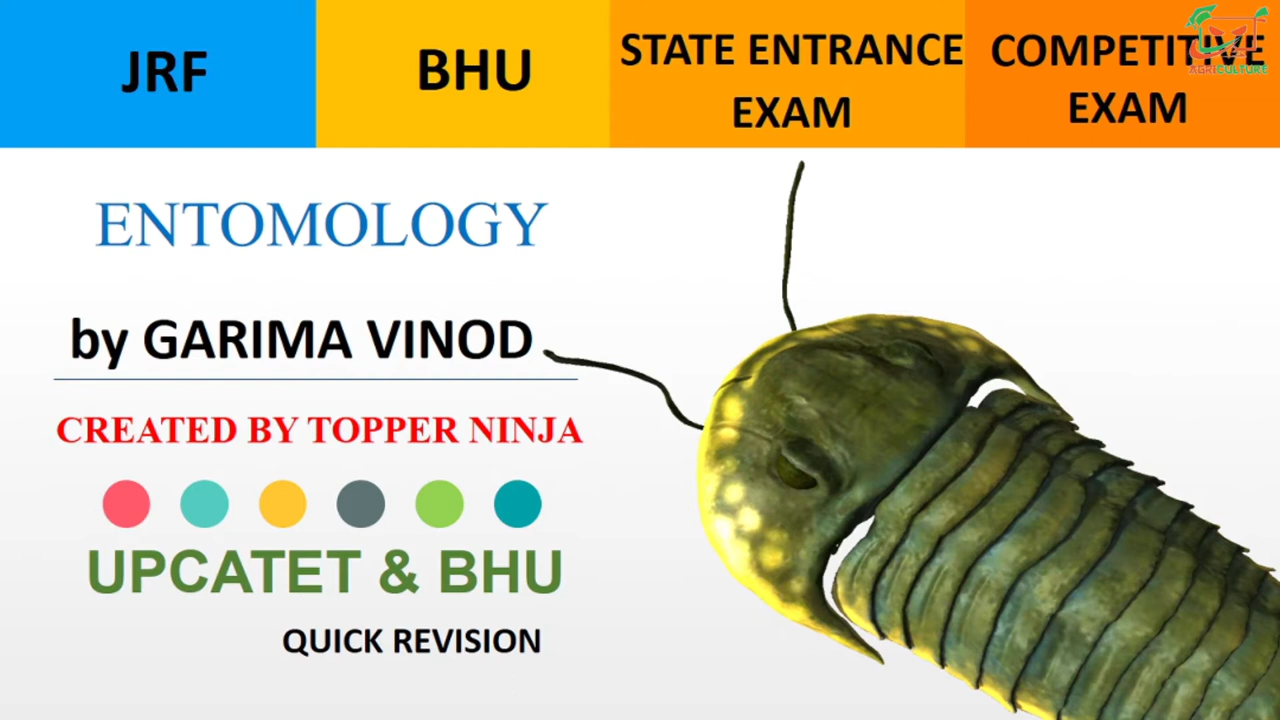 JRF
BHU
STATE ENTRANCE
EXAM
COMPETITIVE
EXAM
AGRICULTURE
ENTOMOLOGY
by GARIMA VINOD
CREATED BY TOPPER NINJA
UPCATET & BHU
QUICK REVISION